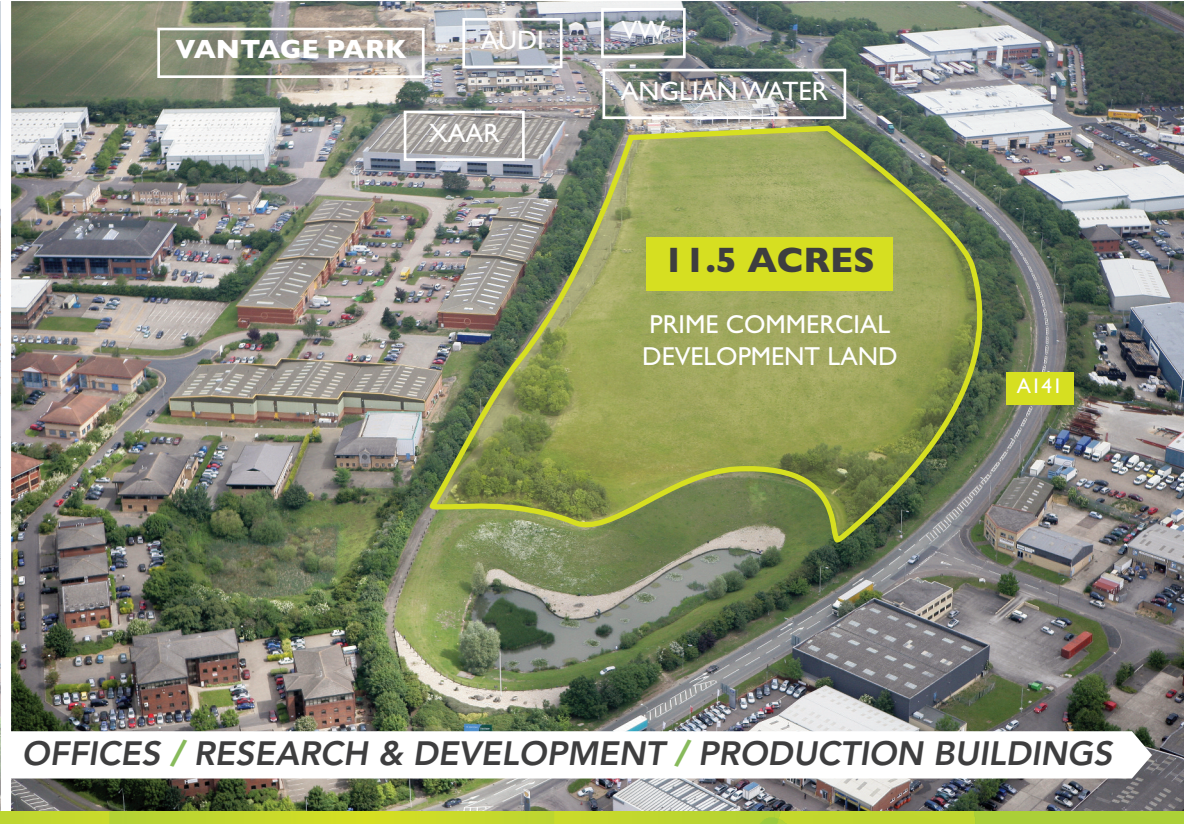 VANTAGE PARK
AUDI
VW
ANGLIAN WATER
XAAR
11.5 ACRES
PRIME COMMERCIAL
DEVELOPMENT LAND
A141
OFFICES / RESEARCH & DEVELOPMENT / PRODUCTION BUILDINGS